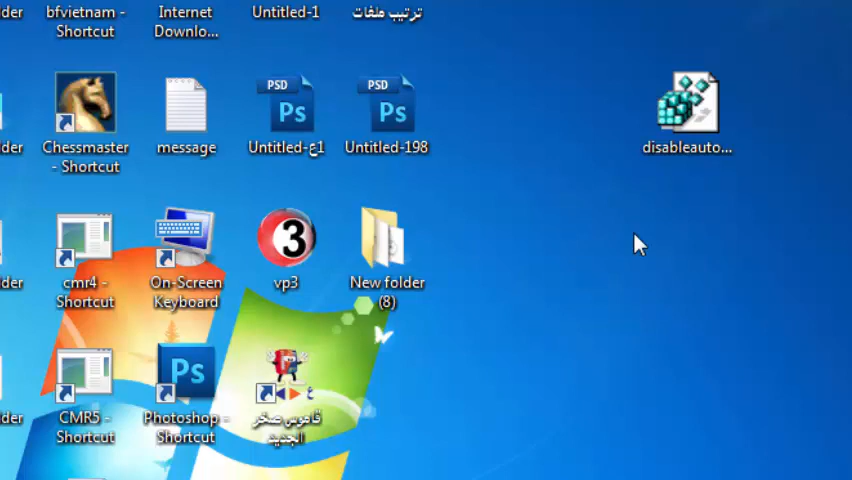 der
bfvietnam -
Shortcut
Internet
Downlo...
Untitled-1
ترتيب ملفات
der
Chessmaster
- Shortcut
message
PSD
Ps
Untitled-ع1
PSD
Ps
Untitled-198
disableauto...
der
cmr4 -
Shortcut
On-Screen
Keyboard
3
vp3
New folder
(8)
der
CMR5 -
Shortcut
Ps
Photoshop -
Shortcut
ع
قاموس صخر
الجديد